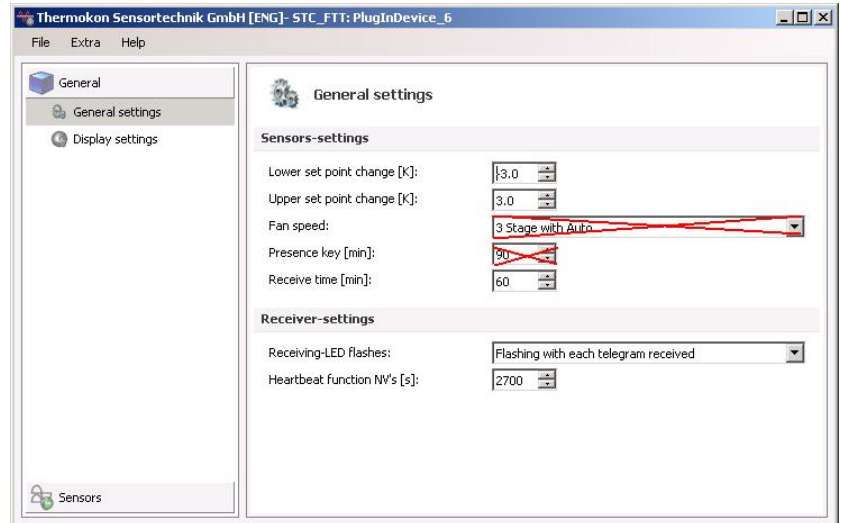 Thermokon Sensortechnik GmbH [ENG]- STC_FTT: PlugInDevice_6
File Extra Help
General
General settings
Display settings
General settings
Sensors-settings
Lower set point change [K]: -3.0
Upper set point change [K]: 3.0
Fan speed: 3 Stage with Auto
Presence key [min]: 90
Receive time [min]: 60
Receiver-settings
Receiving-LED flashes: Flashing with each telegram received
Heartbeat function NV's [s]: 2700
Sensors